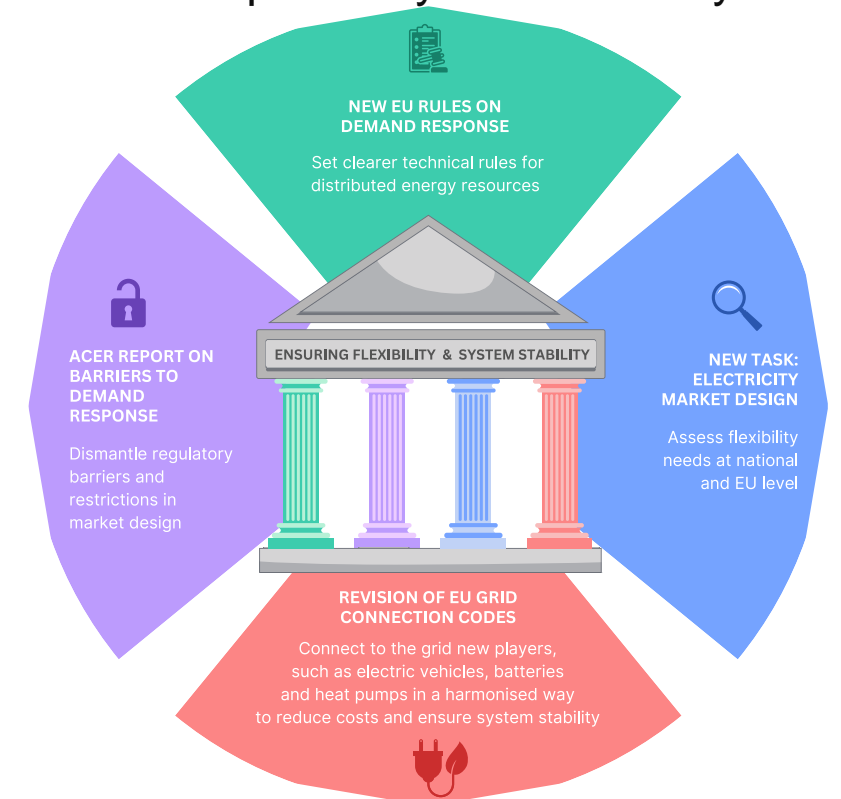 NEW EU RULES ON
DEMAND RESPONSE
Set clearer technical rules for
distributed energy resources
ACER REPORT ON
BARRIERS TO
DEMAND
RESPONSE
Dismantle regulatory
barriers and
restrictions in
market design
ENSURING FLEXIBILITY & SYSTEM STABILITY
NEW TASK:
ELECTRICITY
MARKET DESIGN
Assess flexibility
needs at national
and EU level
REVISION OF EU GRID
CONNECTION CODES
Connect to the grid new players,
such as electric vehicles, batteries
and heat pumps in a harmonised way
to reduce costs and ensure system stability